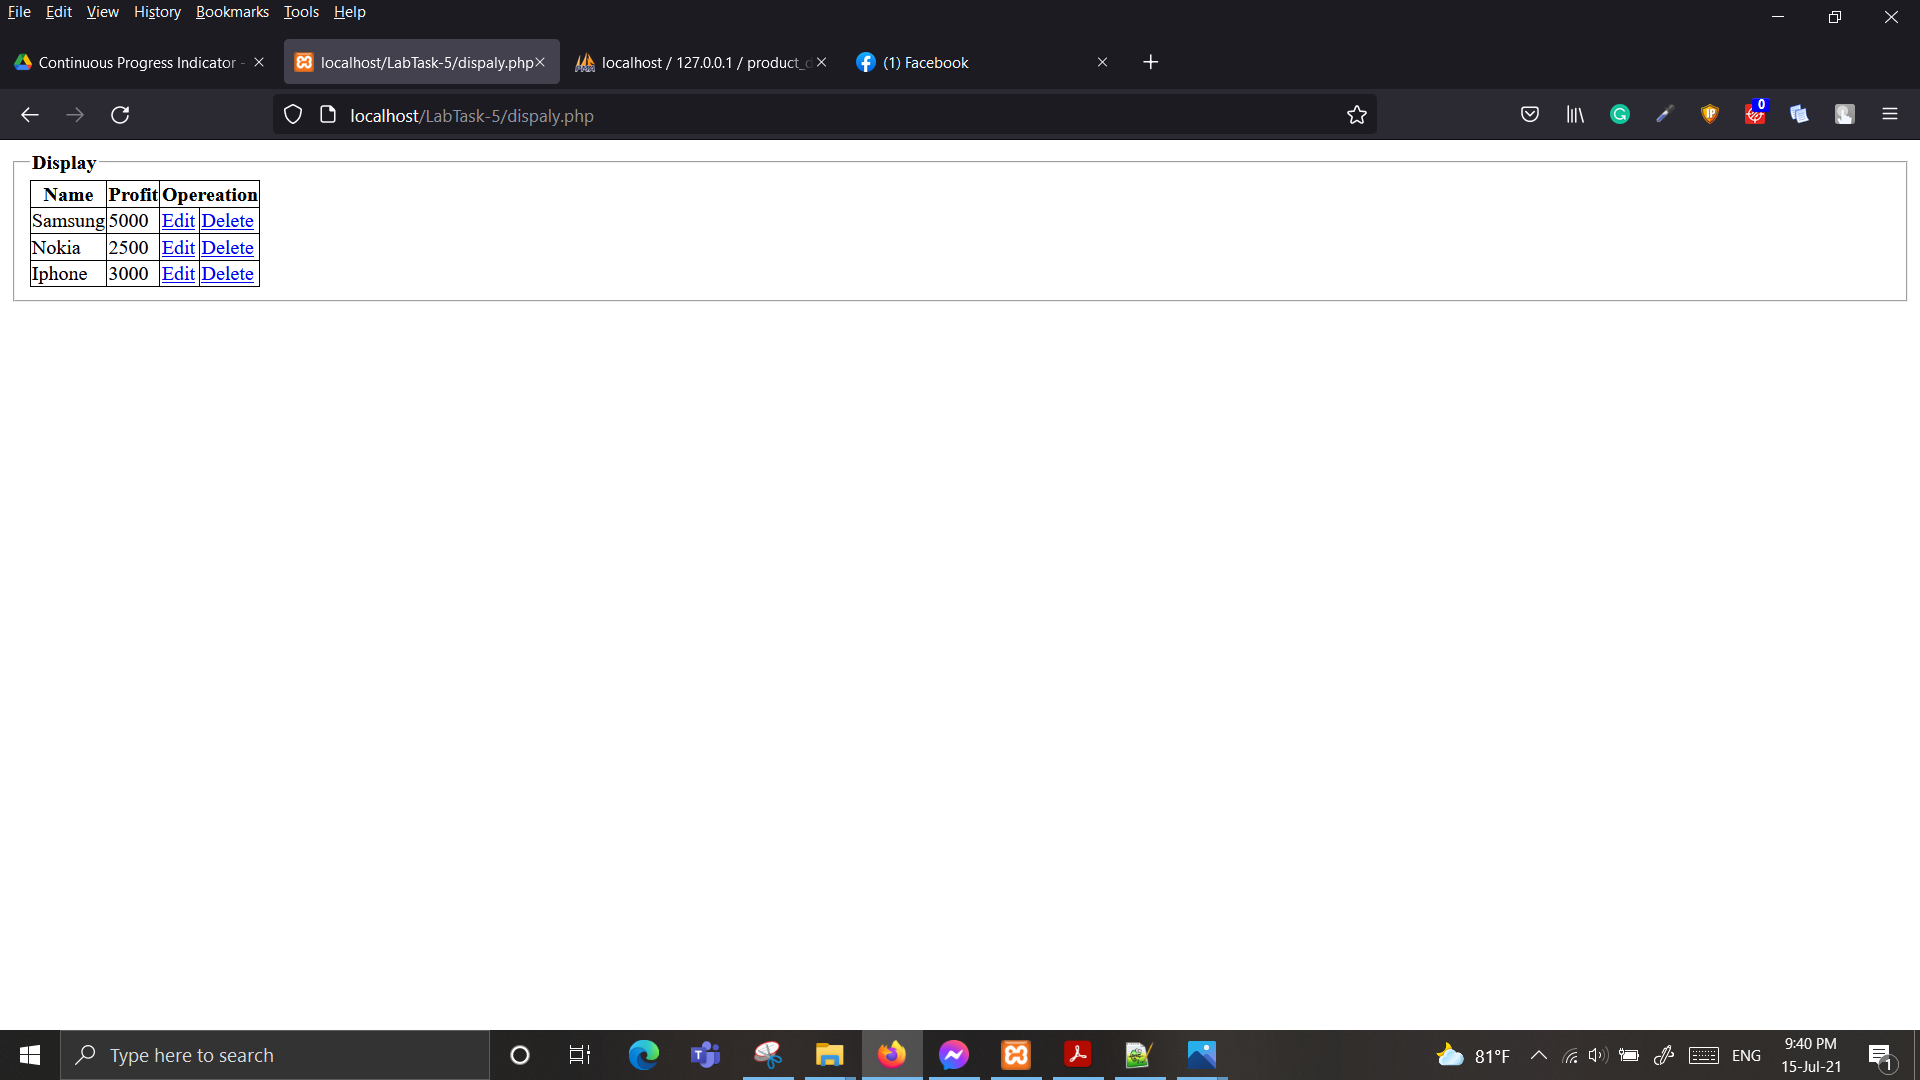 File Edit View History Bookmarks Tools Help
Continuous Progress Indicator -
localhost/LabTask-5/dispaly.php
localhost / 127.0.0.1 / product_d
(1) Facebook
localhost/LabTask-5/dispaly.php
0
Display
Name Profit Opereation
Samsung 5000 Edit Delete
Nokia 2500 Edit Delete
Iphone 3000 Edit Delete
Type here to search
81°F
ENG
9:40 PM
15-Jul-21
1